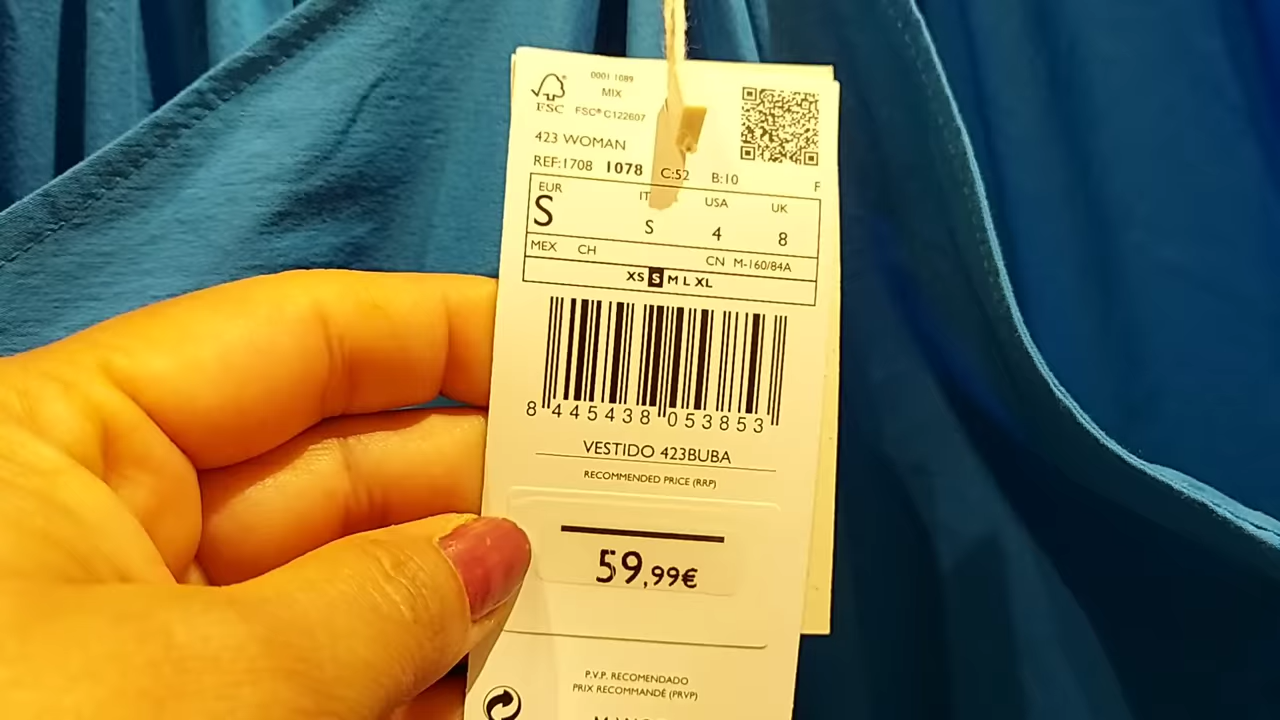 0001 1089
MIX
FSC
FSC® C122607
423 WOMAN
REF:1708 1078 C:52 B:10
F
EUR IT USA UK
S S 4 8
MEX CH CN M-160/84A
XS S M L XL
8 445438 053853
VESTIDO 423BUBA
RECOMMENDED PRICE (RRP)
59,99€
P.V.P. RECOMENDADO
PRIX RECOMMANDÉ (PRVP)